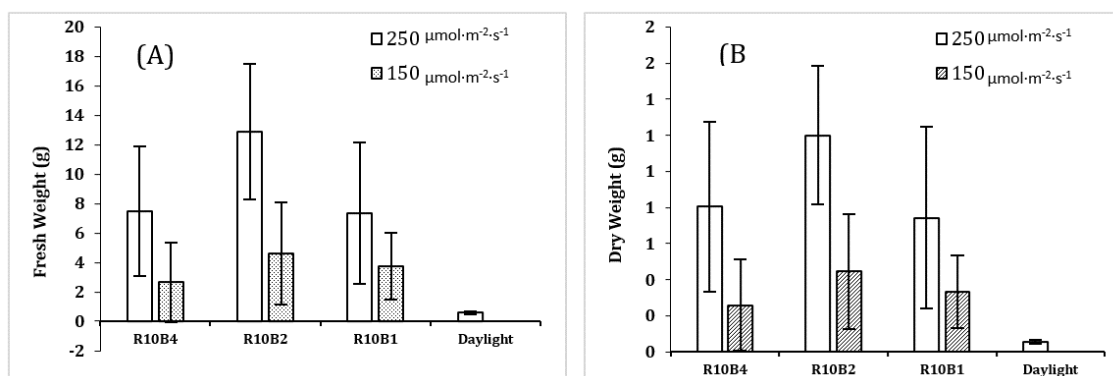 (A)
250 μmol·m-2·s-1
150 μmol·m-2·s-1
Fresh Weight (g)
20
18
16
14
12
10
8
6
4
2
0
-2
R10B4 R10B2 R10B1 Daylight
(B
250 μmol·m-2·s-1
150 μmol·m-2·s-1
Dry Weight (g)
2
2
1
1
1
1
1
0
0
0
R10B4 R10B2 R10B1 Daylight